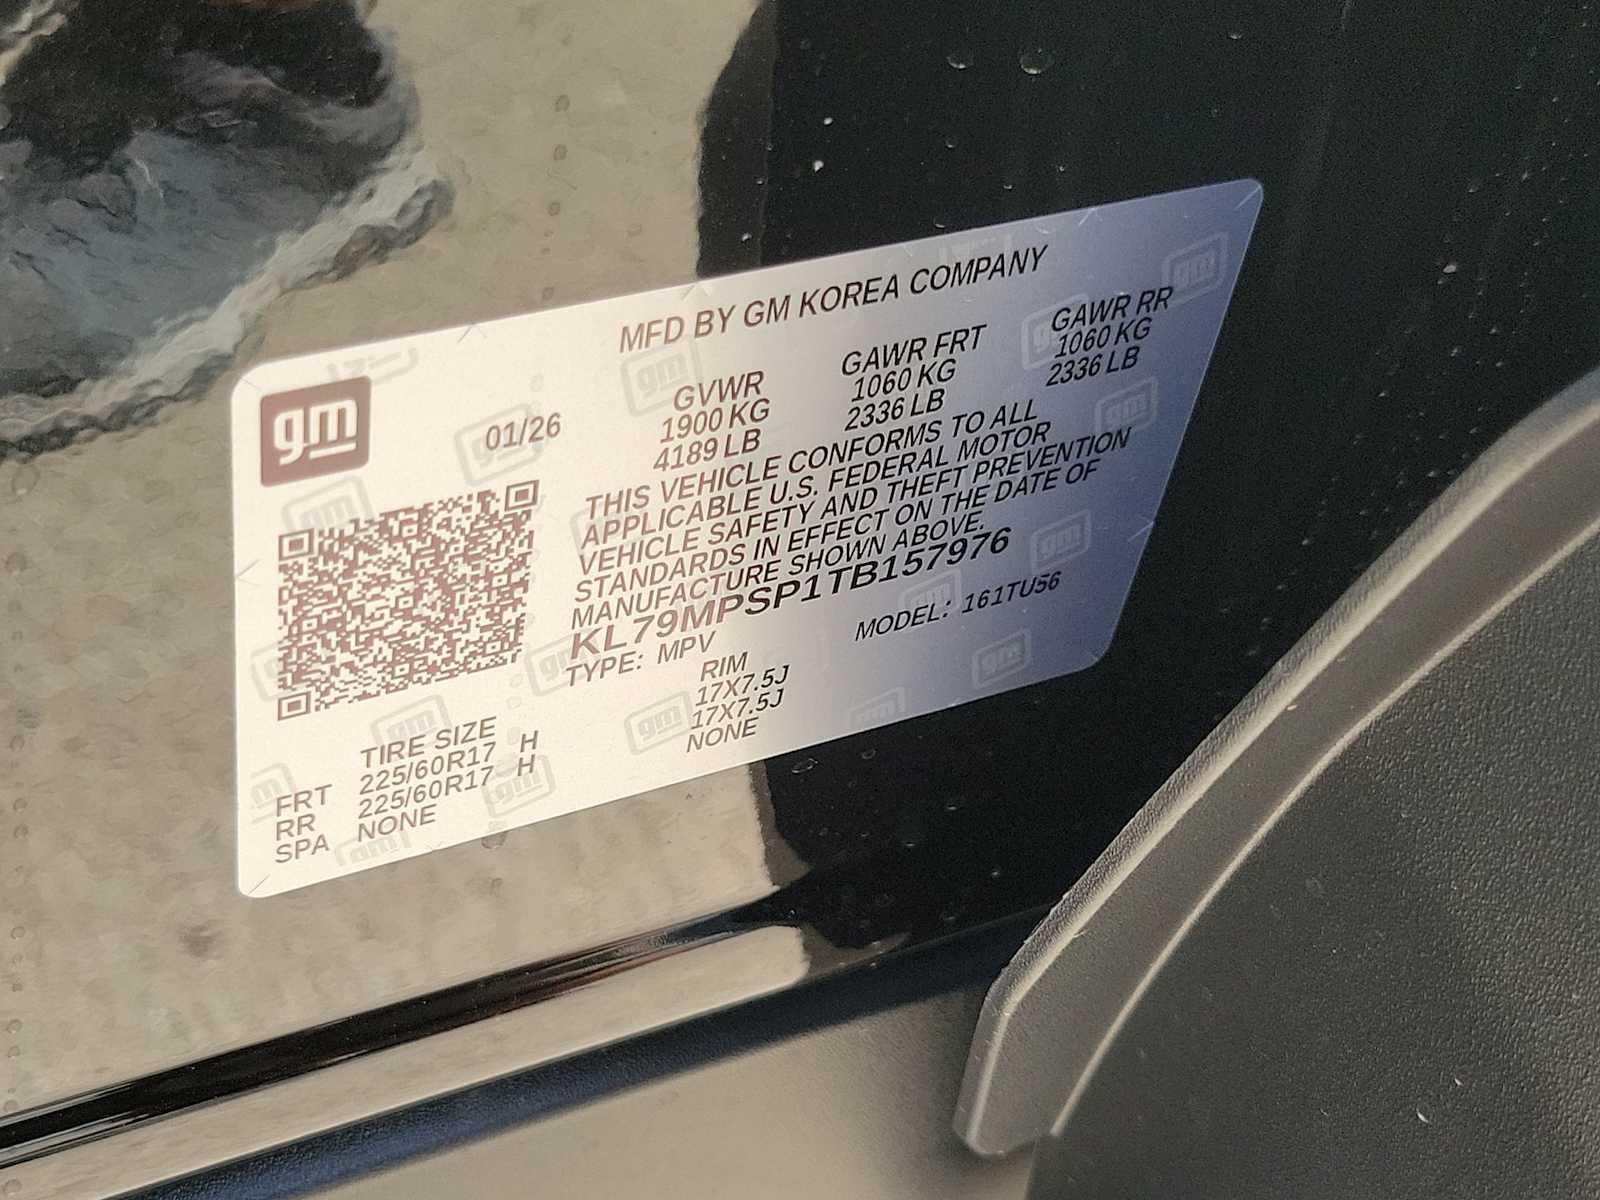 MFD BY GM KOREA COMPANY
gm
01/26
GVWR GAWR FRT GAWR RR
1900 KG 1060 KG 1060 KG
4189 LB 2336 LB 2336 LB
THIS VEHICLE CONFORMS TO ALL
APPLICABLE U.S. FEDERAL MOTOR
VEHICLE SAFETY AND THEFT PREVENTION
STANDARDS IN EFFECT ON THE DATE OF
MANUFACTURE SHOWN ABOVE.
KL79MPSP1TB157976
TYPE: MPV MODEL: 161TU56
TIRE SIZE RIM
FRT 225/60R17 H 17X7.5J
RR 225/60R17 H 17X7.5J
SPA NONE NONE